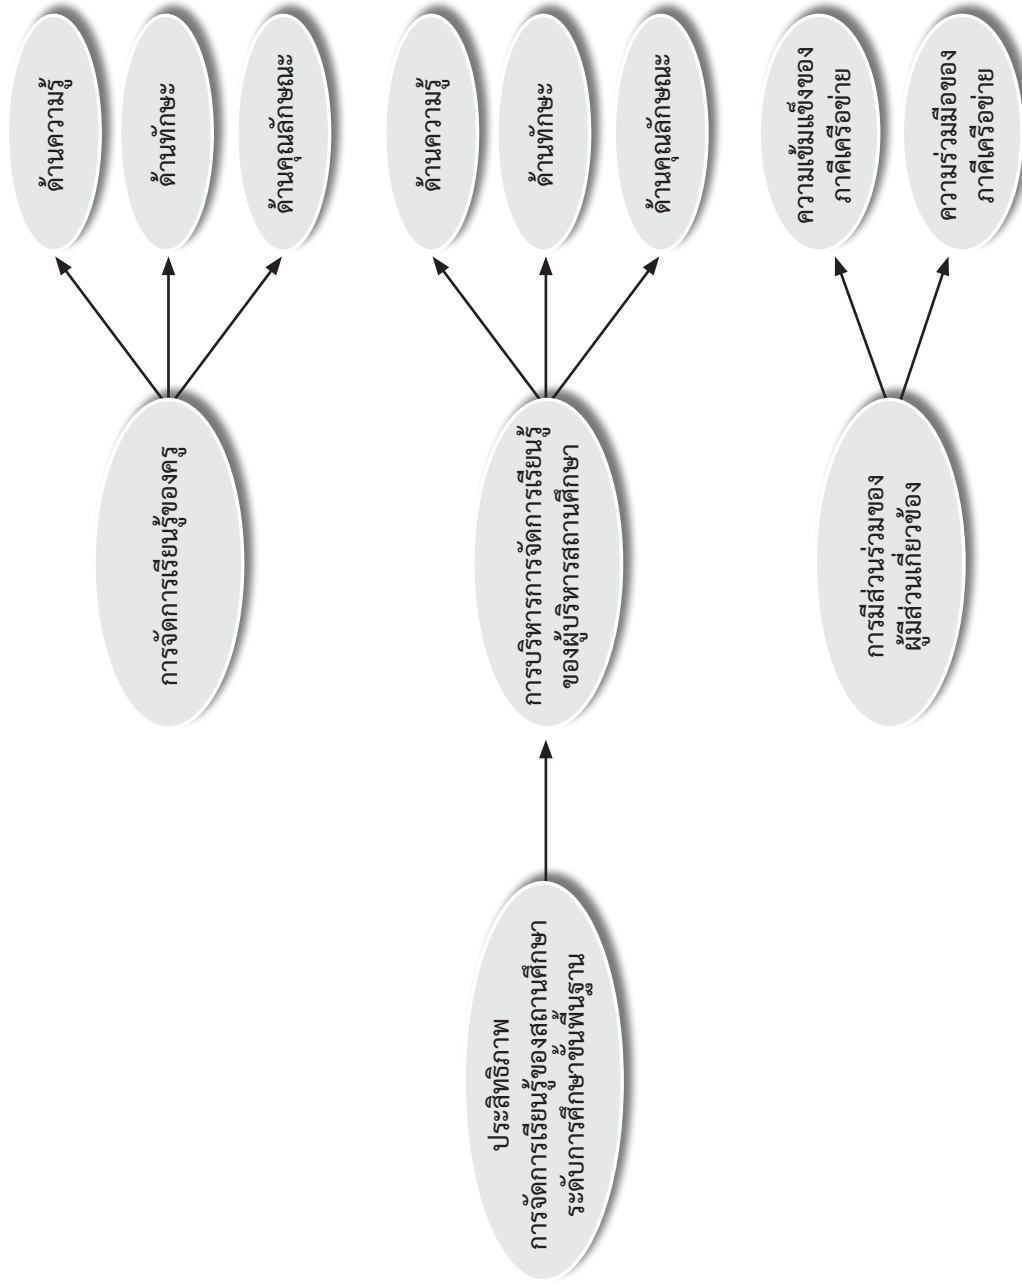 ประสิทธิภาพ
การจัดการเรียนรู้ของสถานศึกษา
ระดับการศึกษาขั้นพื้นฐาน
การจัดการเรียนรู้ของครู
ด้านความรู้
ด้านทักษะ
ด้านคุณลักษณะ
การบริหารการจัดการเรียนรู้
ของผู้บริหารสถานศึกษา
ด้านความรู้
ด้านทักษะ
ด้านคุณลักษณะ
การมีส่วนร่วมของ
ผู้มีส่วนเกี่ยวข้อง
ความเข้มแข็งของ
ภาคีเครือข่าย
ความร่วมมือของ
ภาคีเครือข่าย